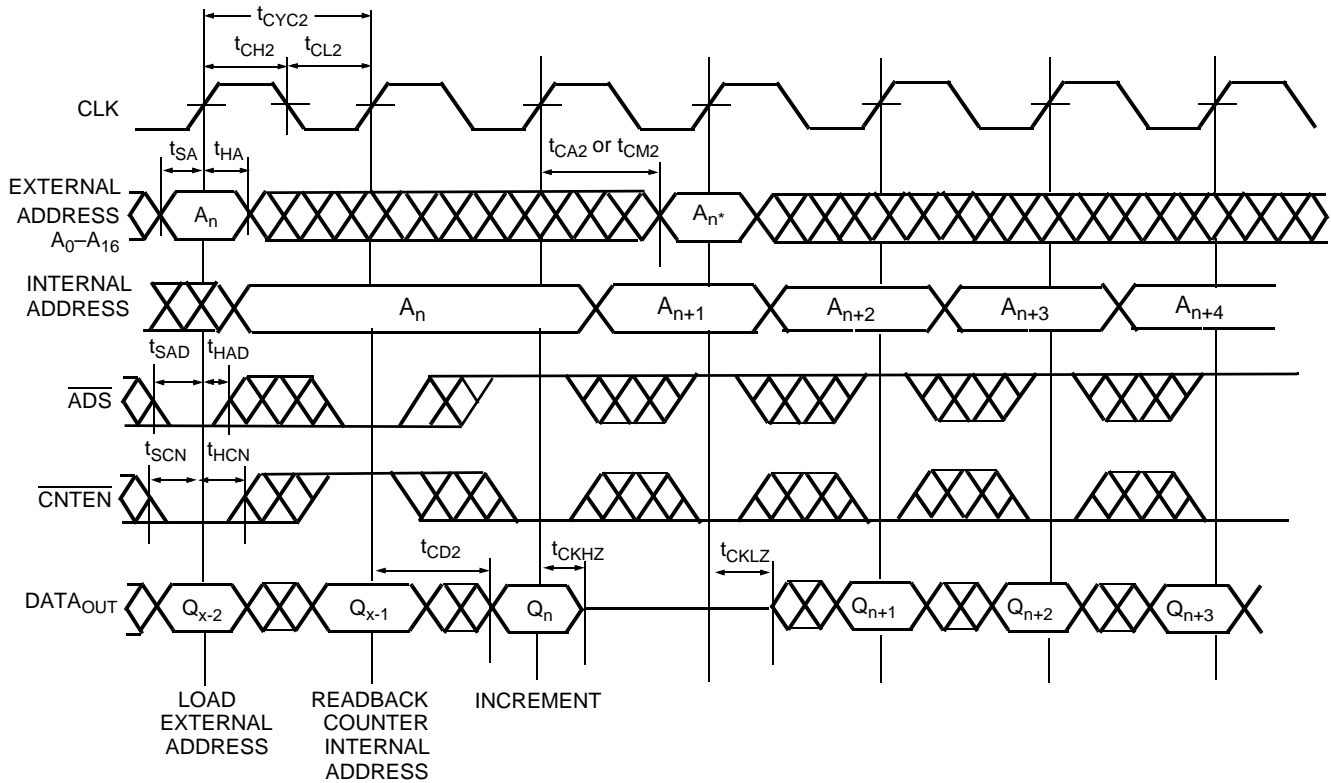 tCYC2
tCH2 tCL2
CLK
tSA tHA tCA2 or tCM2
EXTERNAL
ADDRESS
A0–A16
An An*
INTERNAL
ADDRESS
An An+1 An+2 An+3 An+4
tSAD tHAD
ADS
tSCN tHCN
CNTEN
tCD2 tCKHZ tCKLZ
DATAOUT Qx-2 Qx-1 Qn Qn+1 Qn+2 Qn+3
LOAD
EXTERNAL
ADDRESS
READBACK
COUNTER
INTERNAL
ADDRESS
INCREMENT